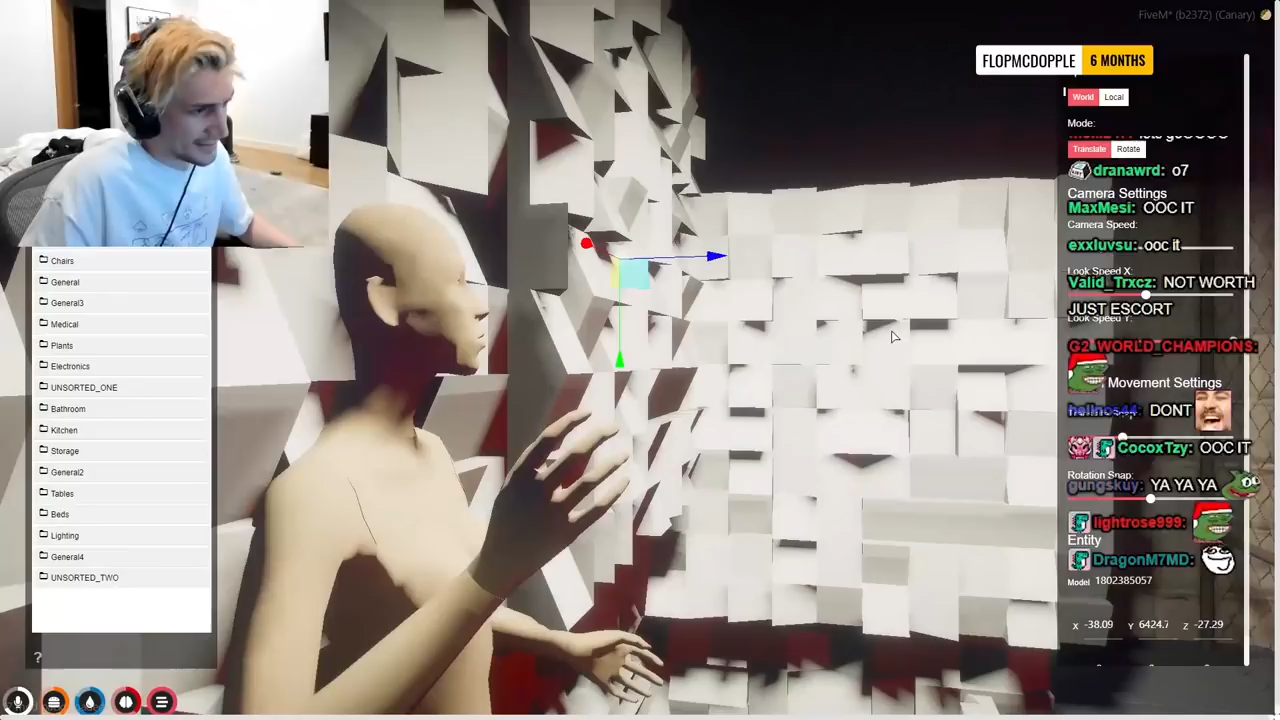 FiveM* (b2372) (Canary)
FLOPMCDOPPLE 6 MONTHS
World Local
Mode:
Translate Rotate
dranawrd: o7
Camera Settings
MaxMesi: OOC IT
Camera Speed:
exxluvsu: ooc it
Look Speed X:
Valid_Trxcz: NOT WORTH
JUST ESCORT
Look Speed Y:
G2_WORLD_CHAMPIONS:
Movement Settings
DONT
CocoxTzy: OOC IT
Rotation Snap:
gungskuy: YA YA YA
lightrose999:
Entity
DragonM7MD:
Model 1802385057
X -38.09 Y 6424.7 Z -27.29
Chairs
General
General3
Medical
Plants
Electronics
UNSORTED_ONE
Bathroom
Kitchen
Storage
General2
Tables
Beds
Lighting
General4
UNSORTED_TWO
?